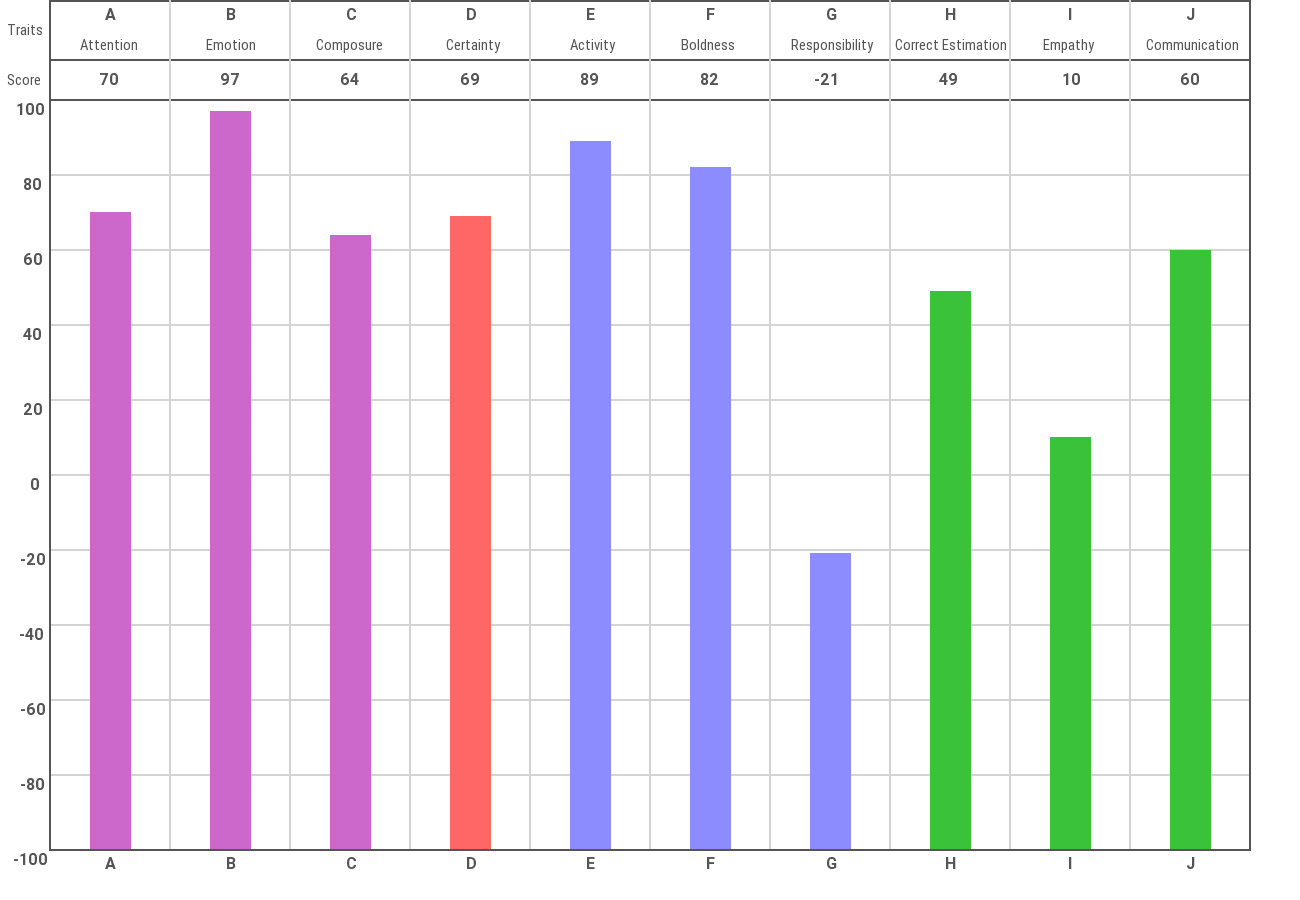 Traits A B C D E F G H I J
Attention Emotion Composure Certainty Activity Boldness Responsibility Correct Estimation Empathy Communication
Score 70 97 64 69 89 82 -21 49 10 60
100
80
60
40
20
0
-20
-40
-60
-80
-100
A B C D E F G H I J